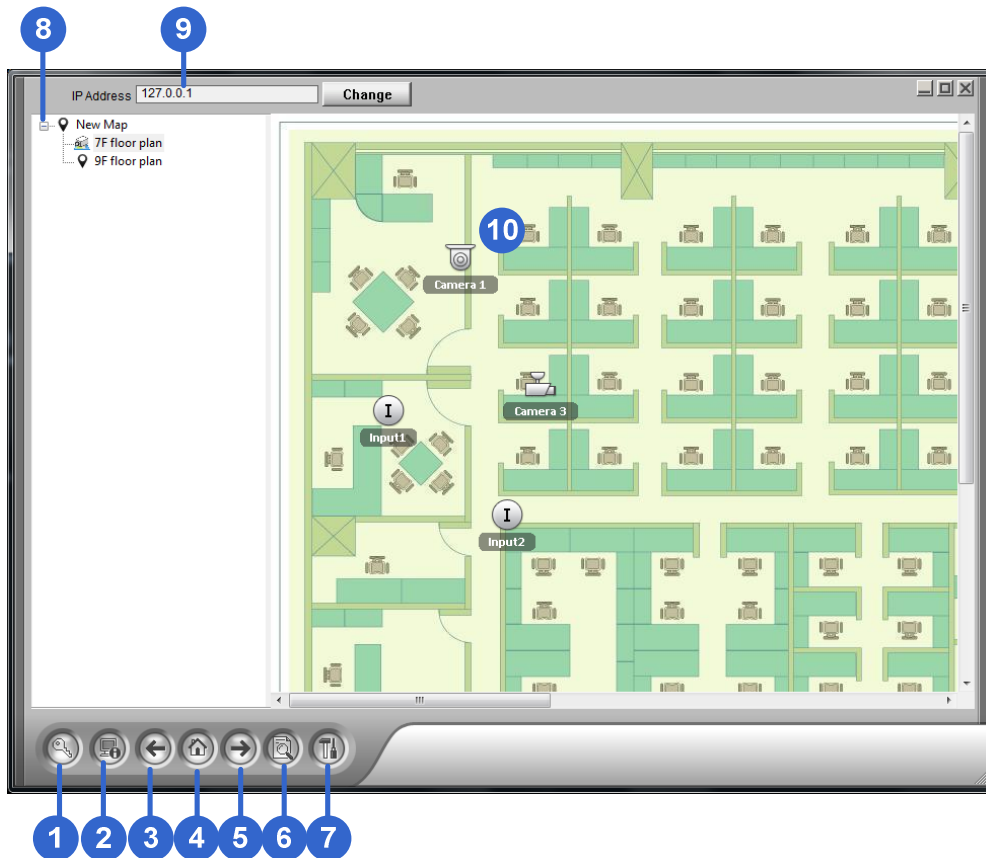 8 9
IP Address 127.0.0.1 Change
New Map
7F floor plan
9F floor plan
10
Camera 1
Camera 3
I
Input1
I
Input2
1 2 3 4 5 6 7